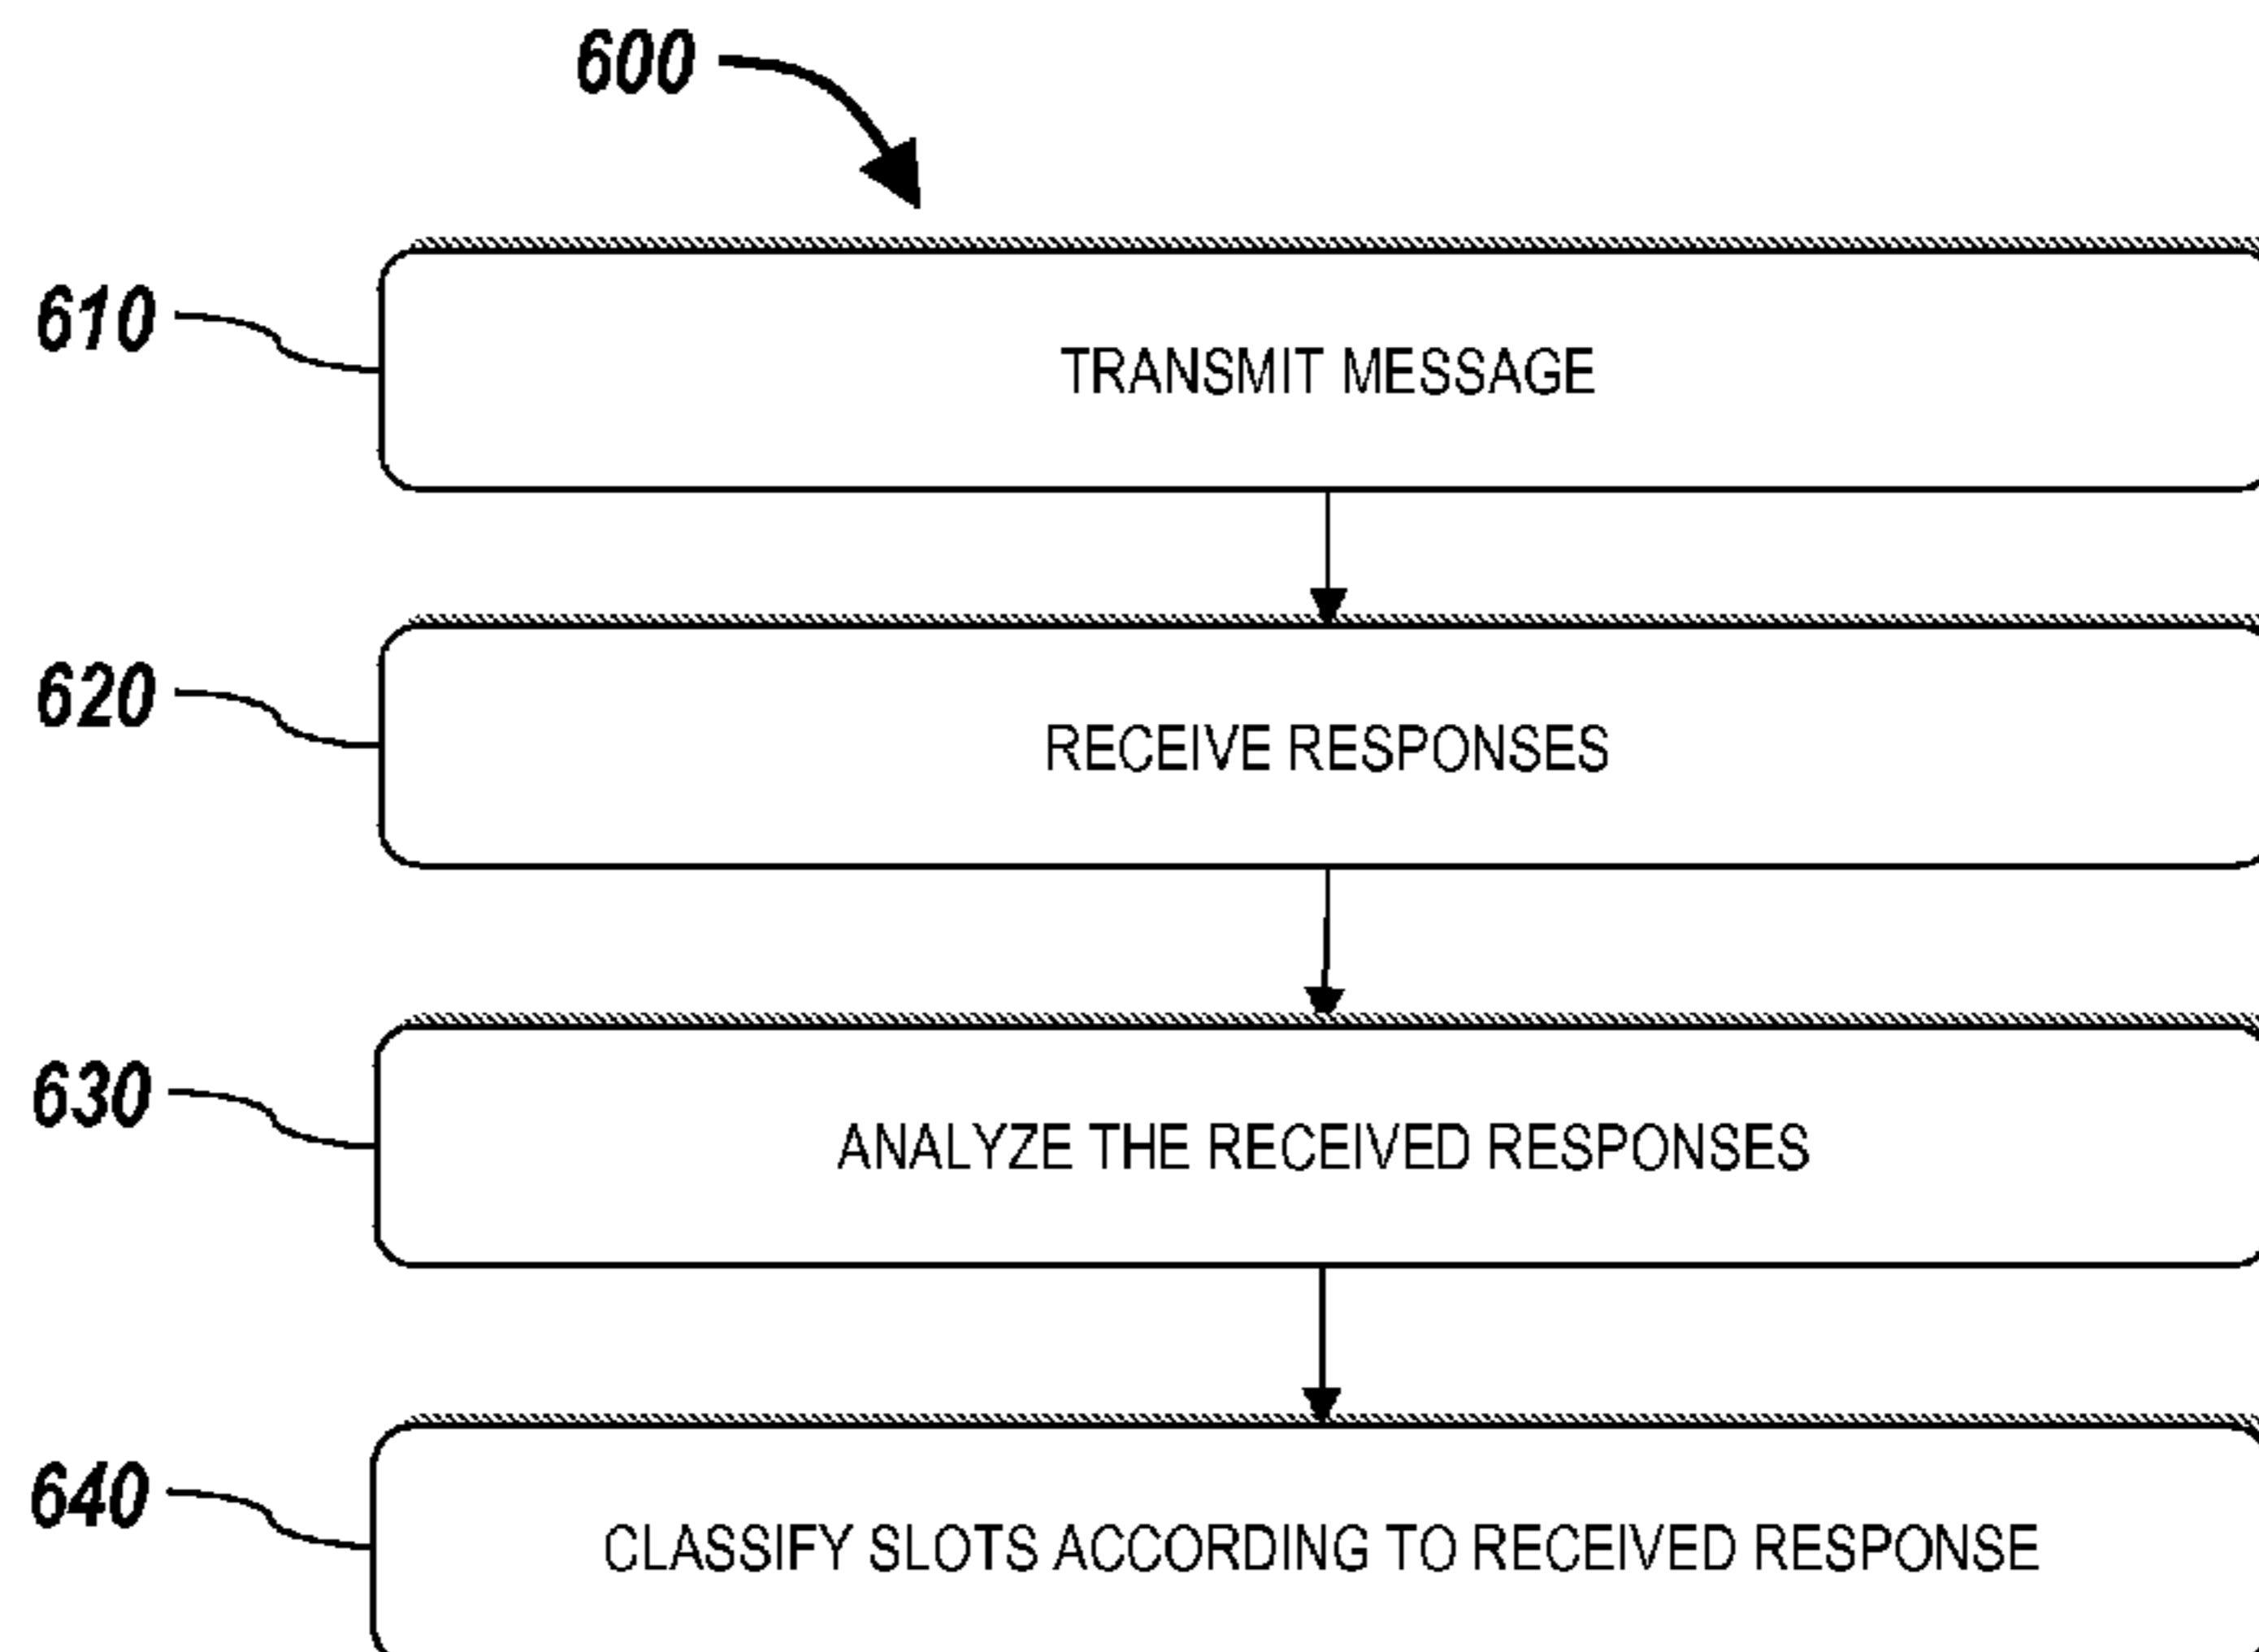 600
610
TRANSMIT MESSAGE
620
RECEIVE RESPONSES
630
ANALYZE THE RECEIVED RESPONSES
640
CLASSIFY SLOTS ACCORDING TO RECEIVED RESPONSE